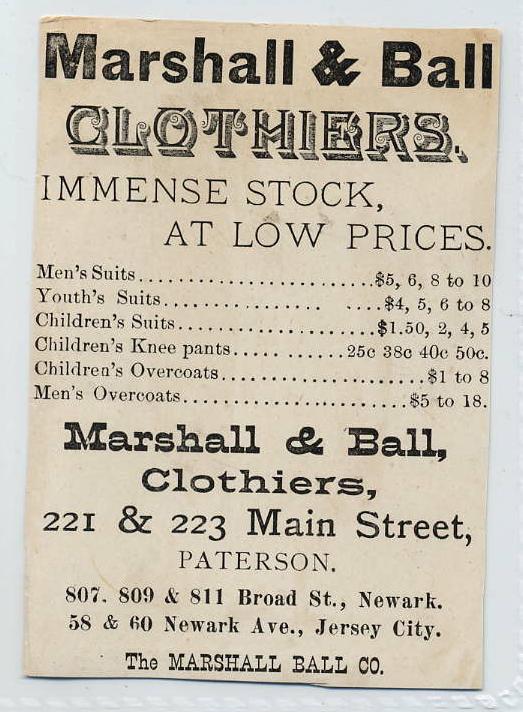 Marshall & Ball
CLOTHIERS.
IMMENSE STOCK,
AT LOW PRICES.
Men's Suits........................$5, 6, 8 to 10
Youth's Suits................... ....$4, 5, 6 to 8
Children's Suits.....................$1.50, 2, 4, 5
Children's Knee pants...........25c 38c 40c 50c.
Children's Overcoats......................$1 to 8
Men's Overcoats........................$5 to 18.
Marshall & Ball,
Clothiers,
221 & 223 Main Street,
PATERSON.
807. 809 & 811 Broad St., Newark.
58 & 60 Newark Ave., Jersey City.
The MARSHALL BALL CO.